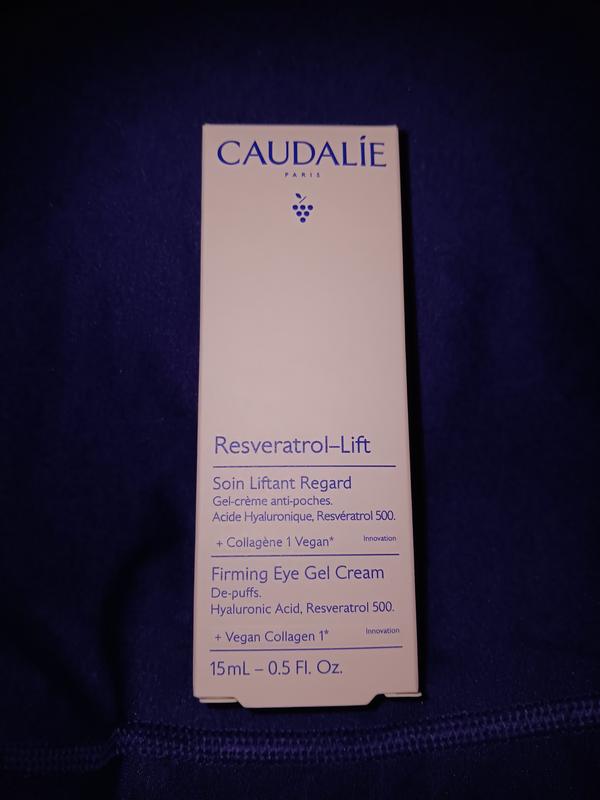 CAUDALÍE
PARIS
Resveratrol–Lift
Soin Liftant Regard
Gel-crème anti-poches.
Acide Hyaluronique, Resvératrol 500.
+ Collagène 1 Vegan* Innovation
Firming Eye Gel Cream
De-puffs.
Hyaluronic Acid, Resveratrol 500.
+ Vegan Collagen 1* Innovation
15mL – 0.5 Fl. Oz.